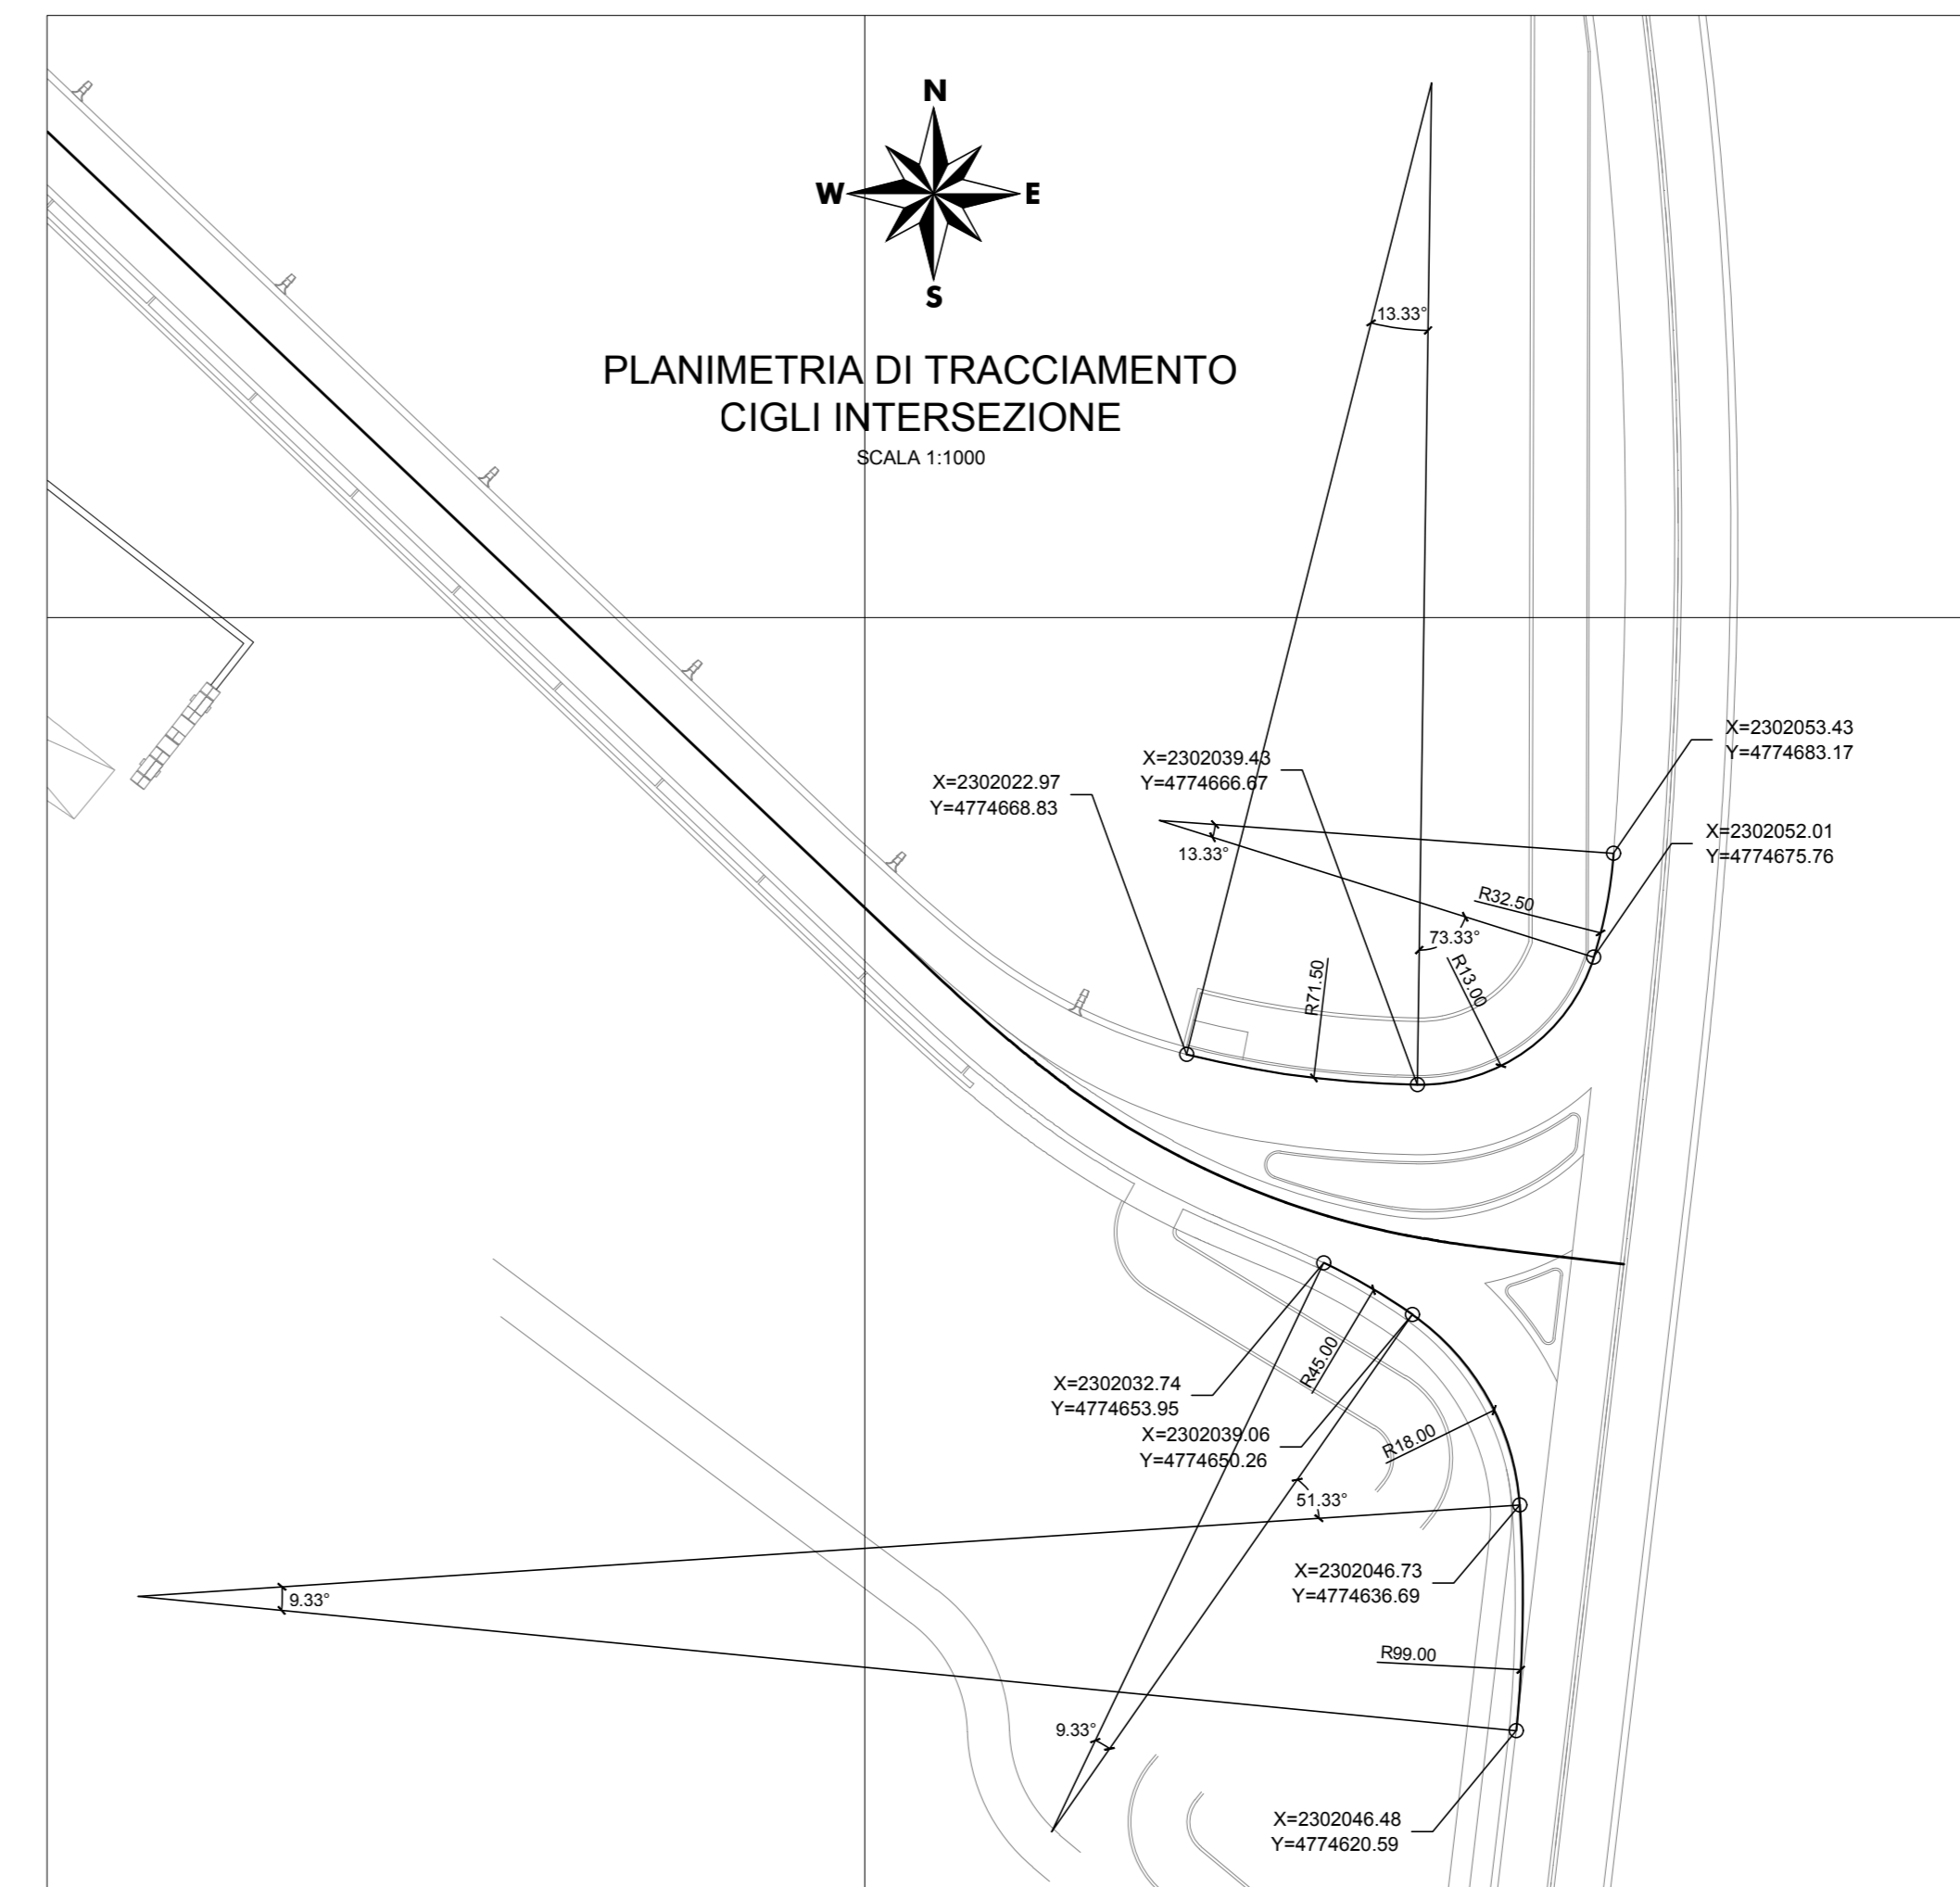 N
W
E
S
PLANIMETRIA DI TRACCIAMENTO
CIGLI INTERSEZIONE
SCALA 1:1000
13.33°
X=2302053.43
Y=4774683.17
X=2302039.43
Y=4774666.67
X=2302022.97
Y=4774668.83
X=2302052.01
Y=4774675.76
13.33°
R32.50
73.33°
R71.50
R13.00
R45.00
X=2302032.74
Y=4774653.95
X=2302039.06
Y=4774650.26
R18.00
51.33°
X=2302046.73
Y=4774636.69
9.33°
R99.00
9.33°
X=2302046.48
Y=4774620.59